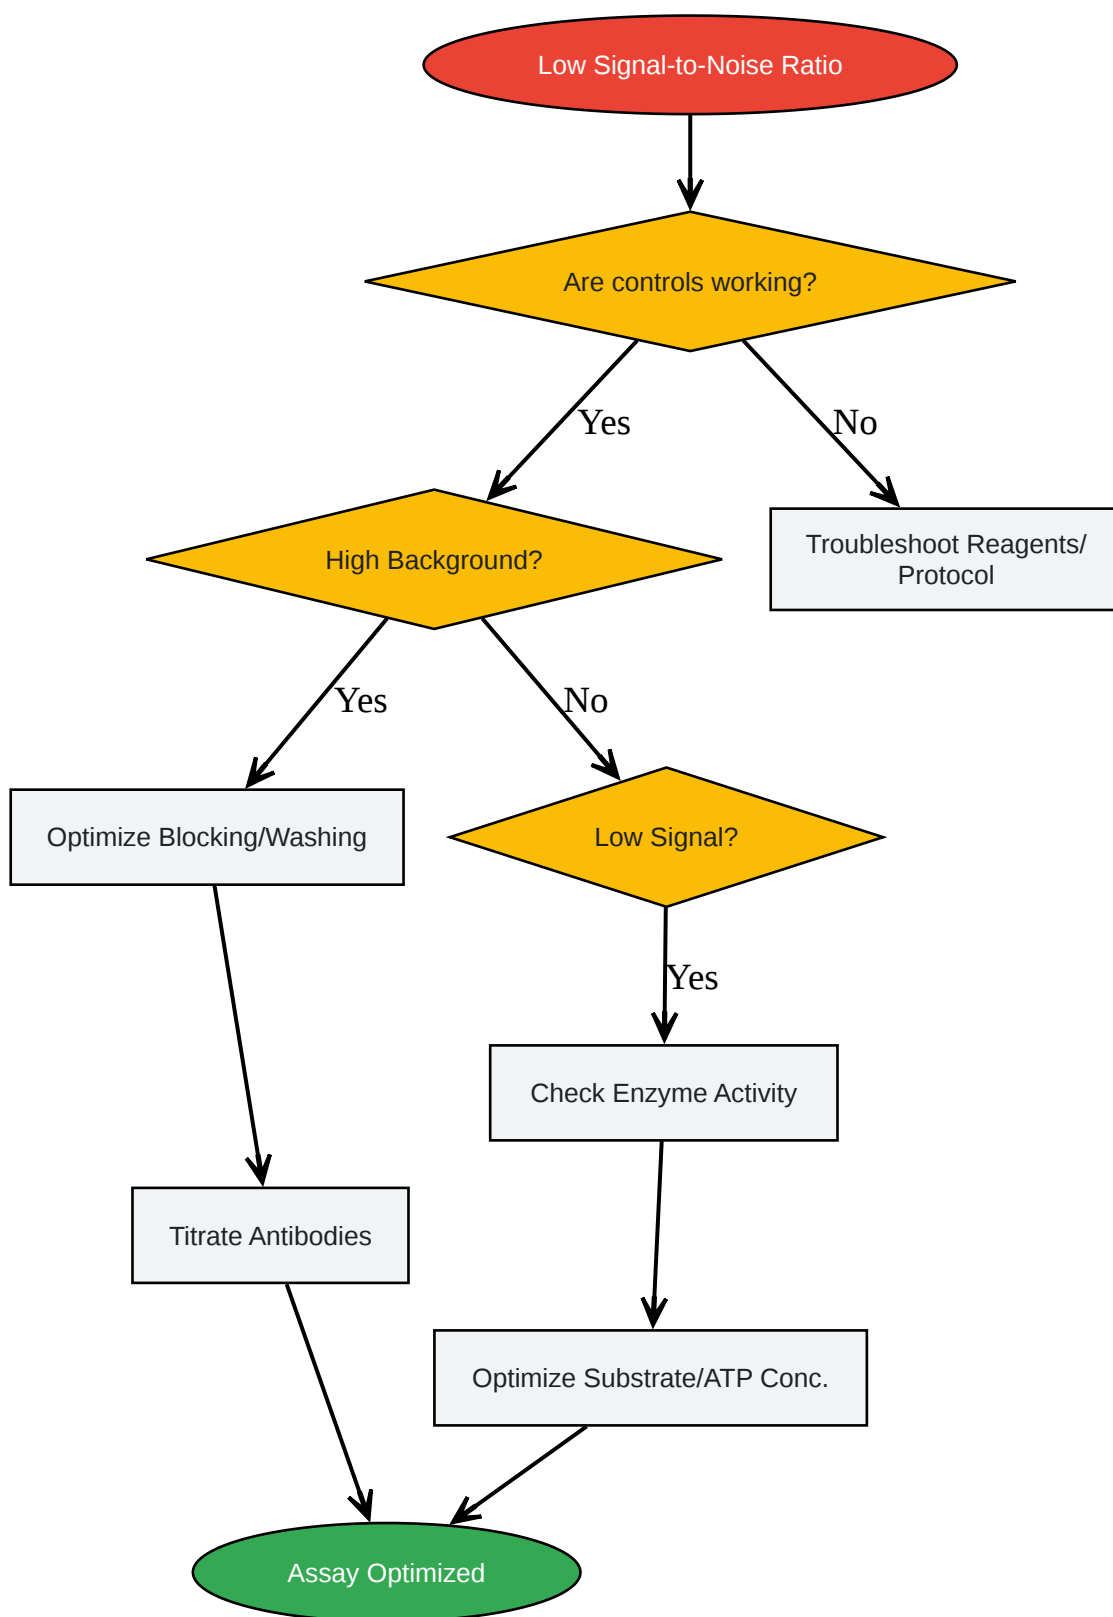 Low Signal-to-Noise Ratio
Are controls working?
Yes
No
High Background?
Troubleshoot Reagents/
Protocol
Yes
No
Optimize Blocking/Washing
Low Signal?
Yes
Check Enzyme Activity
Titrate Antibodies
Optimize Substrate/ATP Conc.
Assay Optimized